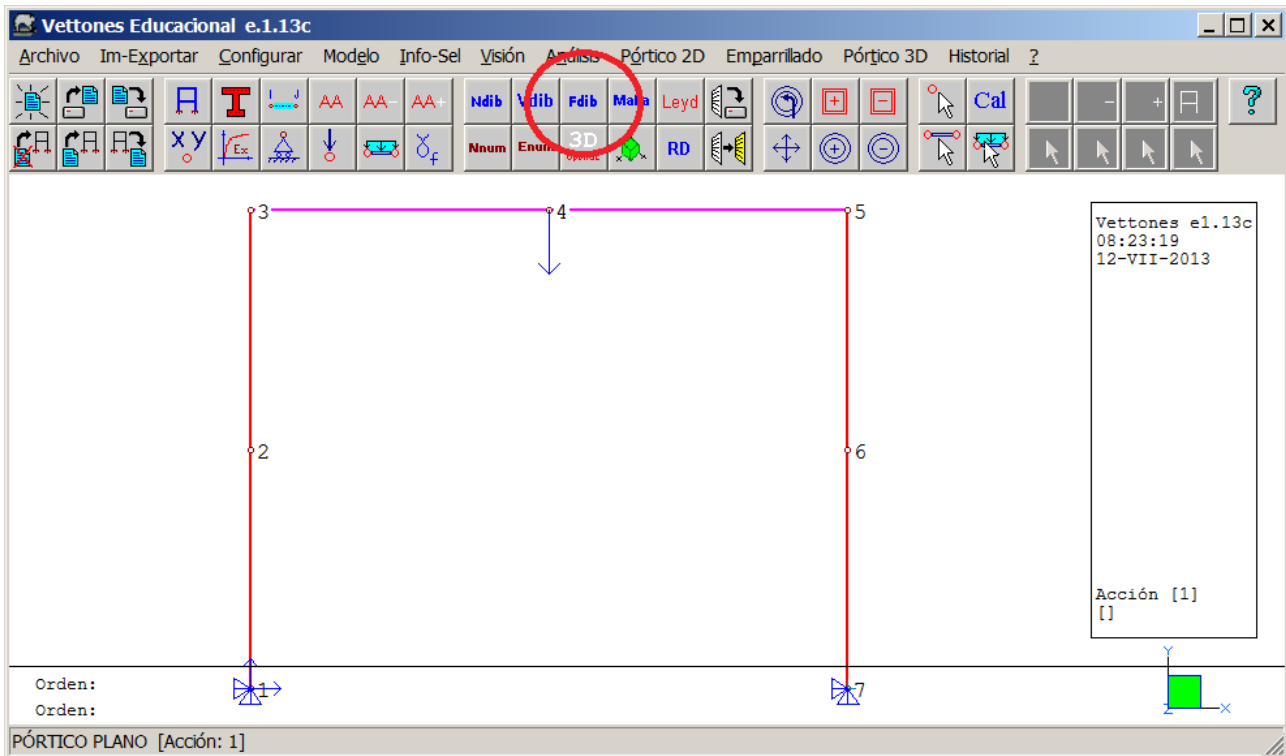 Vettones Educacional e.1.13c
Archivo Im-Exportar Configurar Modelo Info-Sel Visión Análisis Pórtico 2D Emparrillado Pórtico 3D Historial ?
AA AA- AA+ Ndib Vdib Fdib Malla Leyd + - Cal - + ?
X Y Ex γf Nnum Enum 3D RD + -
3 4 5
Vettones e1.13c
08:23:19
12-VII-2013
2 6
Acción [1]
[]
Y
Orden:
1 7
Orden:
Z X
PÓRTICO PLANO [Acción: 1]